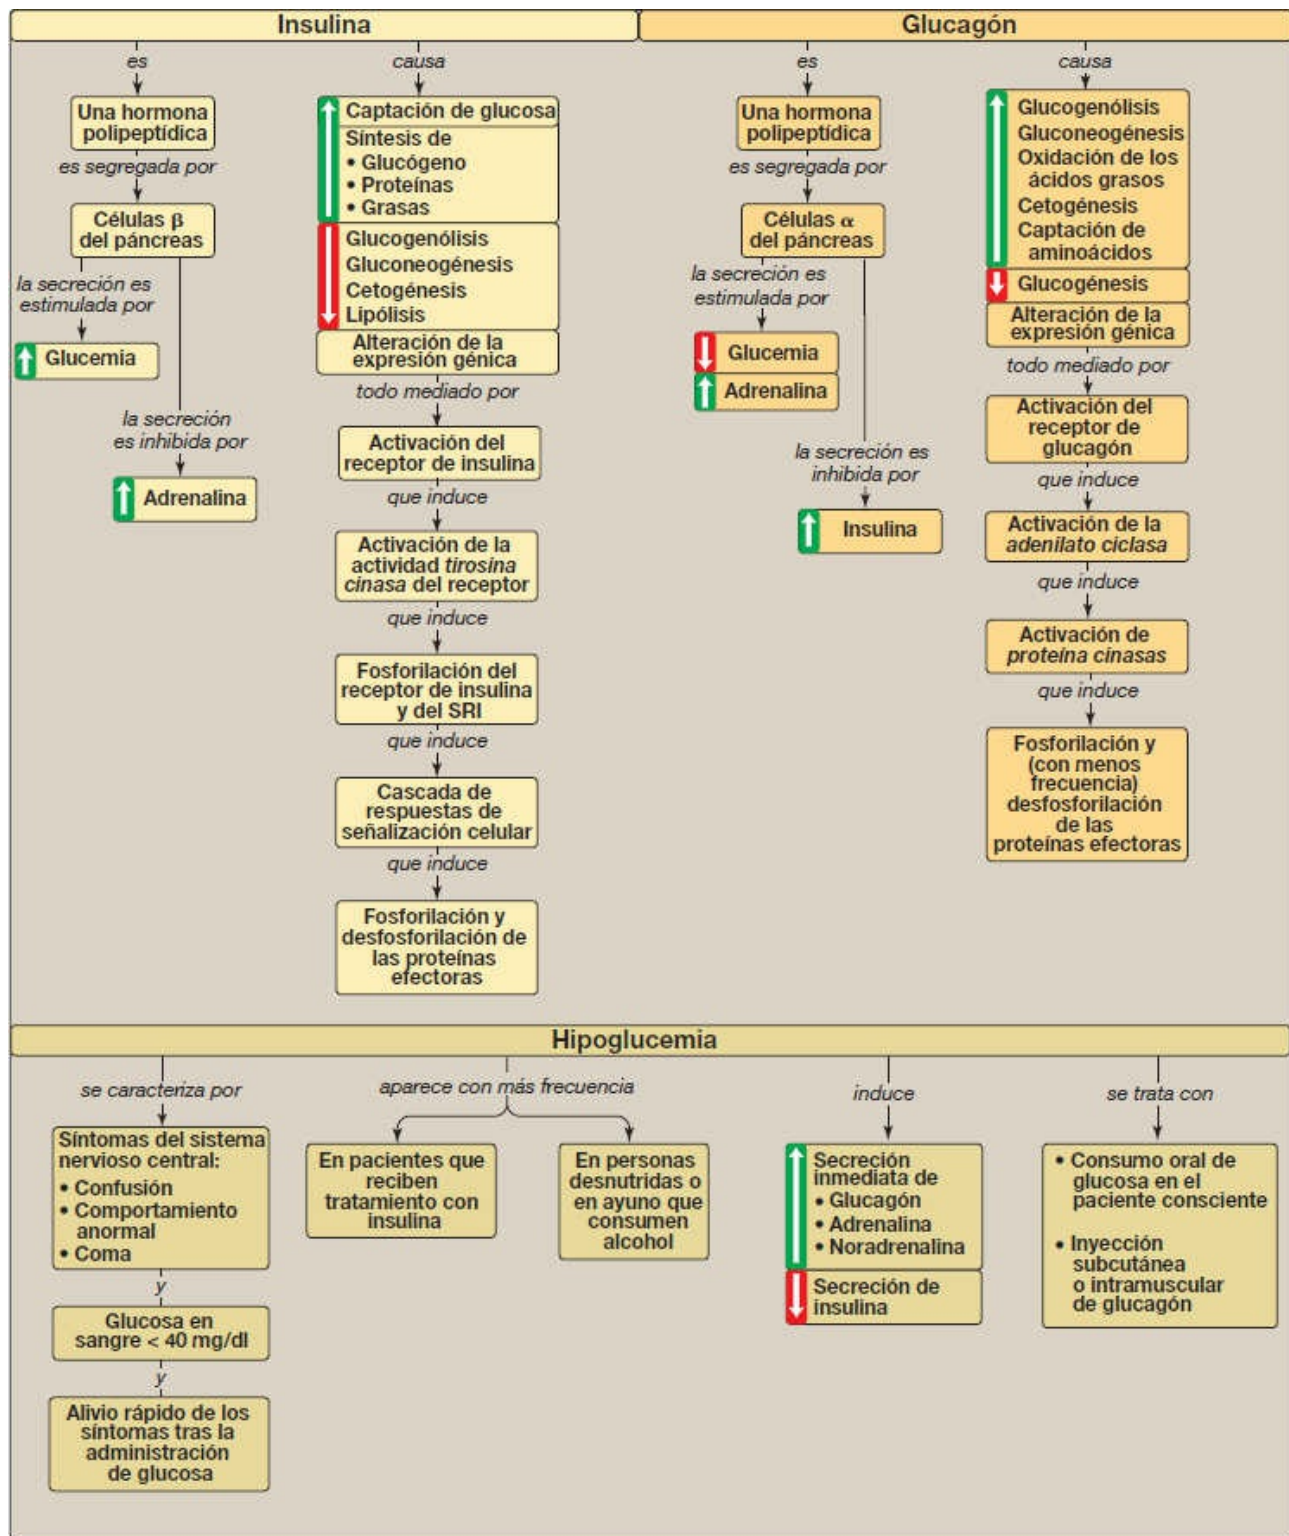 Insulina
es
Una hormona
polipeptídica
es segregada por
Células β
del páncreas
la secreción es
estimulada por
Glucemia
la secreción
es inhibida por
Adrenalina
causa
Captación de glucosa
Síntesis de
• Glucógeno
• Proteínas
• Grasas
Glucogenólisis
Gluconeogénesis
Cetogénesis
Lipólisis
Alteración de la
expresión génica
todo mediado por
Activación del
receptor de insulina
que induce
Activación de la
actividad tirosina
cinasa del receptor
que induce
Fosforilación del
receptor de insulina
y del SRI
que induce
Cascada de
respuestas de
señalización celular
que induce
Fosforilación y
desfosforilación de
las proteínas
efectoras
Glucagón
es
Una hormona
polipeptídica
es segregada por
Células α
del páncreas
la secreción es
estimulada por
Glucemia
Adrenalina
la secreción es
inhibida por
Insulina
causa
Glucogenólisis
Gluconeogénesis
Oxidación de los
ácidos grasos
Cetogénesis
Captación de
aminoácidos
Glucogénesis
Alteración de la
expresión génica
todo mediado por
Activación del
receptor de
glucagón
que induce
Activación de la
adenilato ciclasa
que induce
Activación de
proteína cinasas
que induce
Fosforilación y
(con menos
frecuencia)
desfosforilación
de las
proteínas efectoras
Hipoglucemia
se caracteriza por
Síntomas del sistema
nervioso central:
• Confusión
• Comportamiento
anormal
• Coma
y
Glucosa en
sangre < 40 mg/dl
y
Alivio rápido de los
síntomas tras la
administración
de glucosa
aparece con más frecuencia
En pacientes que
reciben
tratamiento con
insulina
En personas
desnutridas o
en ayuno que
consumen
alcohol
induce
Secreción
inmediata de
• Glucagón
• Adrenalina
• Noradrenalina
Secreción de
insulina
se trata con
• Consumo oral de
glucosa en el
paciente consciente
• Inyección
subcutánea
o intramuscular
de glucagón